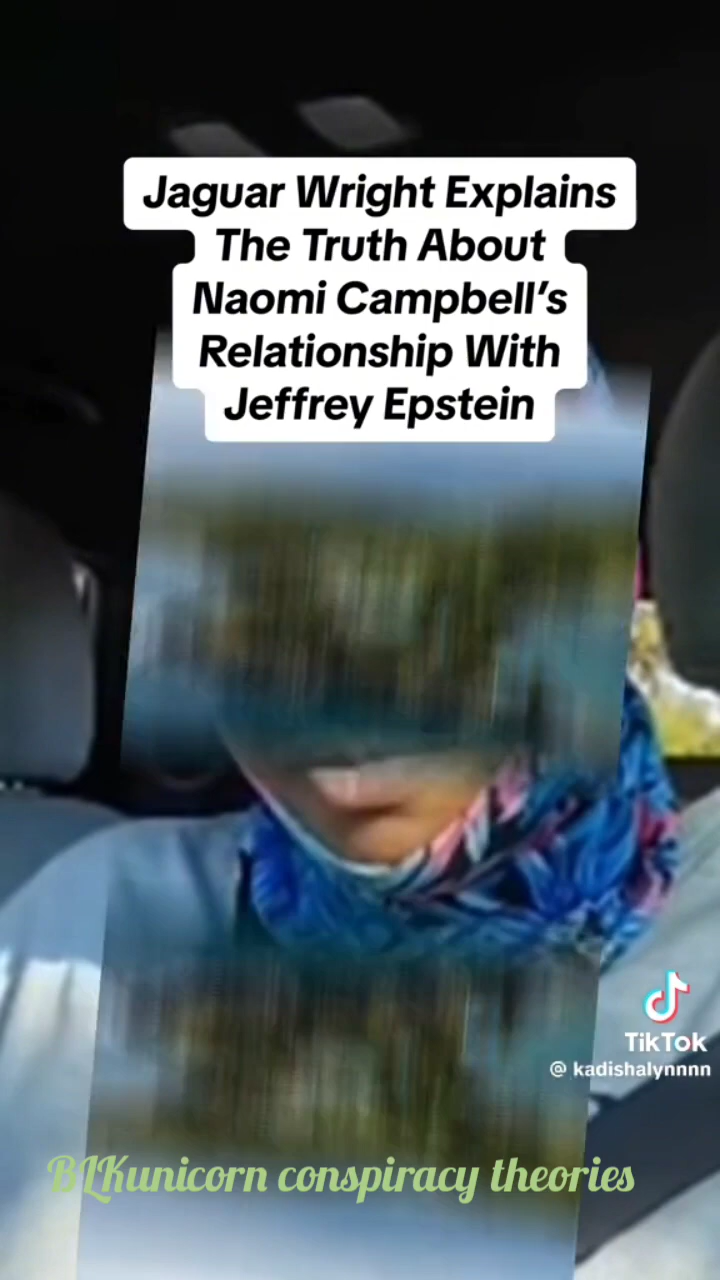 Jaguar Wright Explains
The Truth About
Naomi Campbell's
Relationship With
Jeffrey Epstein
TikTok
@ kadishalynnnn
BLKunicorn conspiracy theories